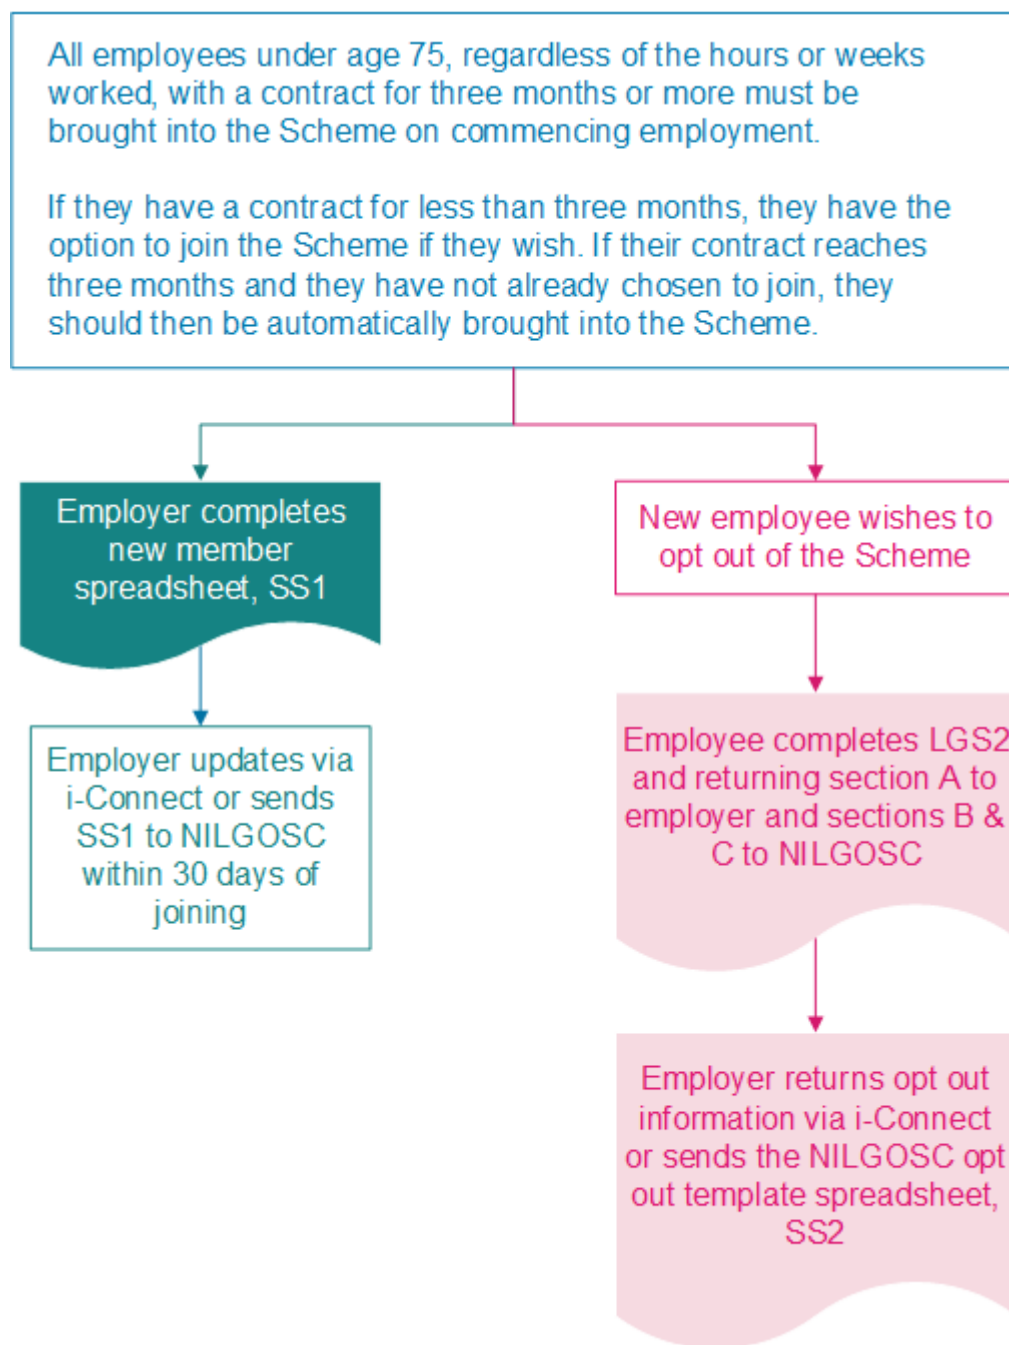 All employees under age 75, regardless of the hours or weeks
worked, with a contract for three months or more must be
brought into the Scheme on commencing employment.
If they have a contract for less than three months, they have the
option to join the Scheme if they wish. If their contract reaches
three months and they have not already chosen to join, they
should then be automatically brought into the Scheme.
Employer completes
new member
spreadsheet, SS1
Employer updates via
i-Connect or sends
SS1 to NILGOSC
within 30 days of
joining
New employee wishes to
opt out of the Scheme
Employee completes LGS2
and returning section A to
employer and sections B &
C to NILGOSC
Employer returns opt out
information via i-Connect
or sends the NILGOSC opt
out template spreadsheet,
SS2